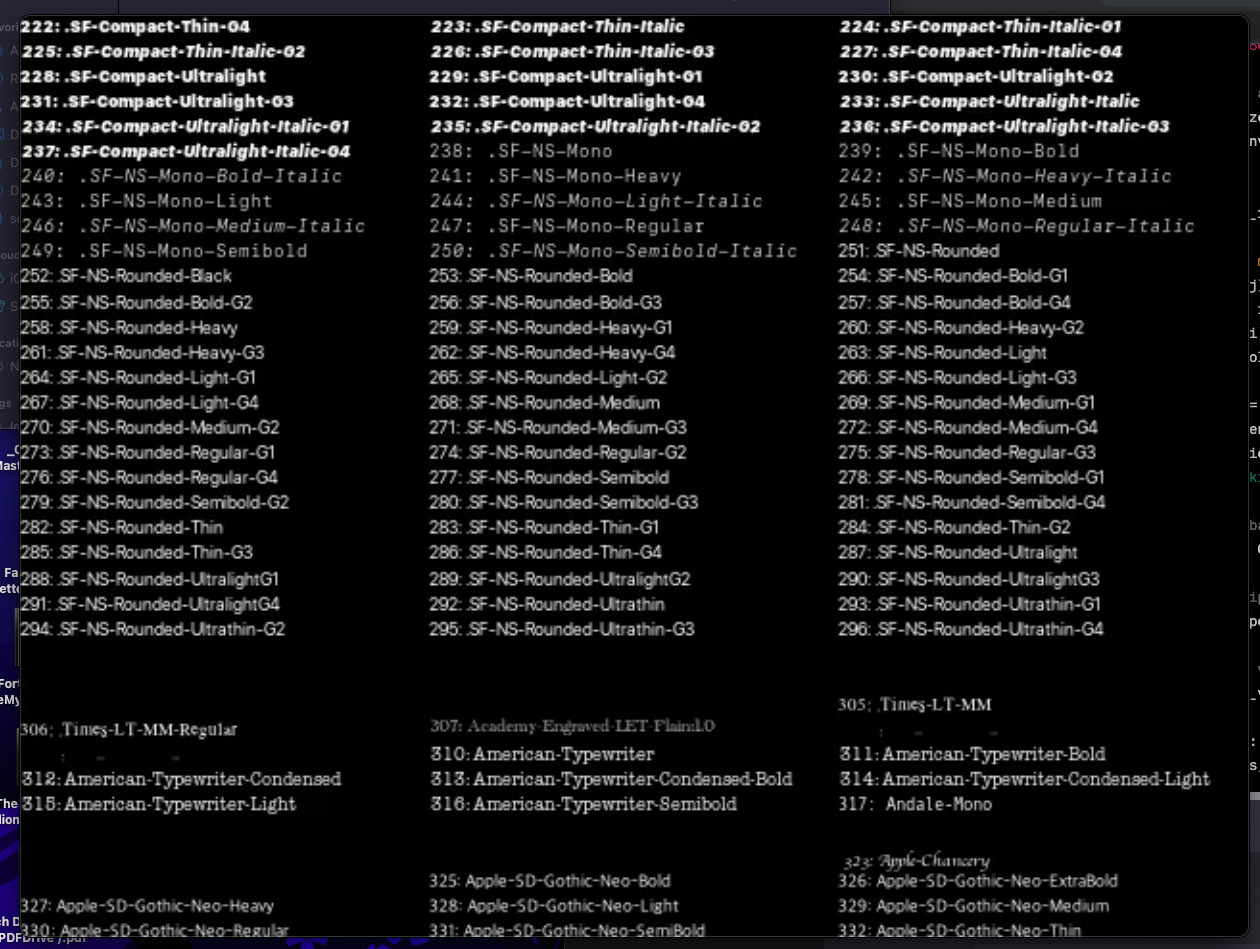 222: .SF-Compact-Thin-G4 223: .SF-Compact-Thin-Italic 224: .SF-Compact-Thin-Italic-G1
225: .SF-Compact-Thin-Italic-G2 226: .SF-Compact-Thin-Italic-G3 227: .SF-Compact-Thin-Italic-G4
228: .SF-Compact-Ultralight 229: .SF-Compact-Ultralight-G1 230: .SF-Compact-Ultralight-G2
231: .SF-Compact-Ultralight-G3 232: .SF-Compact-Ultralight-G4 233: .SF-Compact-Ultralight-Italic
234: .SF-Compact-Ultralight-Italic-G1 235: .SF-Compact-Ultralight-Italic-G2 236: .SF-Compact-Ultralight-Italic-G3
237: .SF-Compact-Ultralight-Italic-G4 238: .SF-NS-Mono 239: .SF-NS-Mono-Bold
240: .SF-NS-Mono-Bold-Italic 241: .SF-NS-Mono-Heavy 242: .SF-NS-Mono-Heavy-Italic
243: .SF-NS-Mono-Light 244: .SF-NS-Mono-Light-Italic 245: .SF-NS-Mono-Medium
246: .SF-NS-Mono-Medium-Italic 247: .SF-NS-Mono-Regular 248: .SF-NS-Mono-Regular-Italic
249: .SF-NS-Mono-Semibold 250: .SF-NS-Mono-Semibold-Italic 251: .SF-NS-Rounded
252: .SF-NS-Rounded-Black 253: .SF-NS-Rounded-Bold 254: .SF-NS-Rounded-Bold-G1
255: .SF-NS-Rounded-Bold-G2 256: .SF-NS-Rounded-Bold-G3 257: .SF-NS-Rounded-Bold-G4
258: .SF-NS-Rounded-Heavy 259: .SF-NS-Rounded-Heavy-G1 260: .SF-NS-Rounded-Heavy-G2
261: .SF-NS-Rounded-Heavy-G3 262: .SF-NS-Rounded-Heavy-G4 263: .SF-NS-Rounded-Light
264: .SF-NS-Rounded-Light-G1 265: .SF-NS-Rounded-Light-G2 266: .SF-NS-Rounded-Light-G3
267: .SF-NS-Rounded-Light-G4 268: .SF-NS-Rounded-Medium 269: .SF-NS-Rounded-Medium-G1
270: .SF-NS-Rounded-Medium-G2 271: .SF-NS-Rounded-Medium-G3 272: .SF-NS-Rounded-Medium-G4
273: .SF-NS-Rounded-Regular-G1 274: .SF-NS-Rounded-Regular-G2 275: .SF-NS-Rounded-Regular-G3
276: .SF-NS-Rounded-Regular-G4 277: .SF-NS-Rounded-Semibold 278: .SF-NS-Rounded-Semibold-G1
279: .SF-NS-Rounded-Semibold-G2 280: .SF-NS-Rounded-Semibold-G3 281: .SF-NS-Rounded-Semibold-G4
282: .SF-NS-Rounded-Thin 283: .SF-NS-Rounded-Thin-G1 284: .SF-NS-Rounded-Thin-G2
285: .SF-NS-Rounded-Thin-G3 286: .SF-NS-Rounded-Thin-G4 287: .SF-NS-Rounded-Ultralight
288: .SF-NS-Rounded-UltralightG1 289: .SF-NS-Rounded-UltralightG2 290: .SF-NS-Rounded-UltralightG3
291: .SF-NS-Rounded-UltralightG4 292: .SF-NS-Rounded-Ultrathin 293: .SF-NS-Rounded-Ultrathin-G1
294: .SF-NS-Rounded-Ultrathin-G2 295: .SF-NS-Rounded-Ultrathin-G3 296: .SF-NS-Rounded-Ultrathin-G4
305: .Times-LT-MM
306: .Times-LT-MM-Regular 307: Academy-Engraved-LET-Plain:1.0
310: American-Typewriter 311: American-Typewriter-Bold
312: American-Typewriter-Condensed 313: American-Typewriter-Condensed-Bold 314: American-Typewriter-Condensed-Light
315: American-Typewriter-Light 316: American-Typewriter-Semibold 317: Andale-Mono
323: Apple-Chancery
325: Apple-SD-Gothic-Neo-Bold 326: Apple-SD-Gothic-Neo-ExtraBold
327: Apple-SD-Gothic-Neo-Heavy 328: Apple-SD-Gothic-Neo-Light 329: Apple-SD-Gothic-Neo-Medium
330: Apple-SD-Gothic-Neo-Regular 331: Apple-SD-Gothic-Neo-SemiBold 332: Apple-SD-Gothic-Neo-Thin